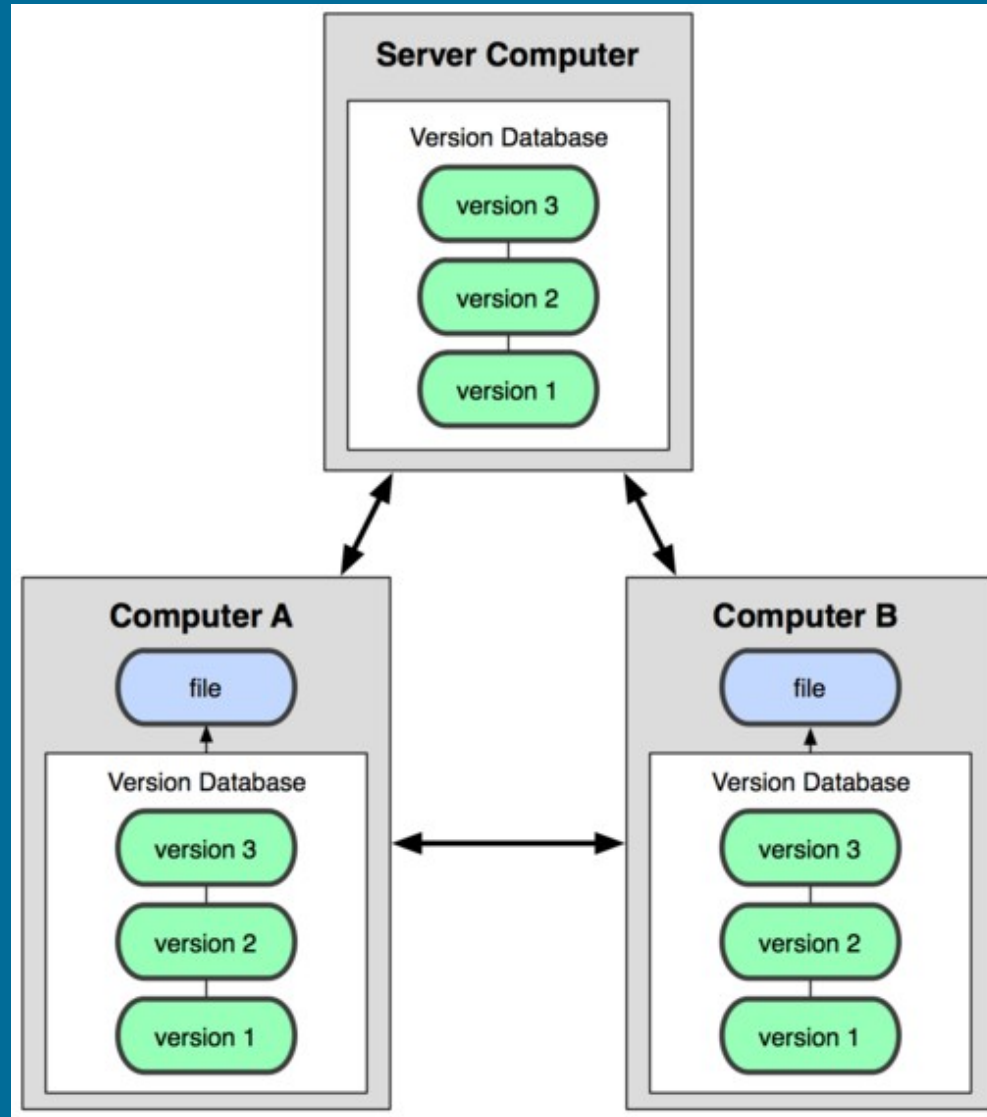 Server Computer
Version Database
version 3
version 2
version 1
Computer A
file
Version Database
version 3
version 2
version 1
Computer B
file
Version Database
version 3
version 2
version 1